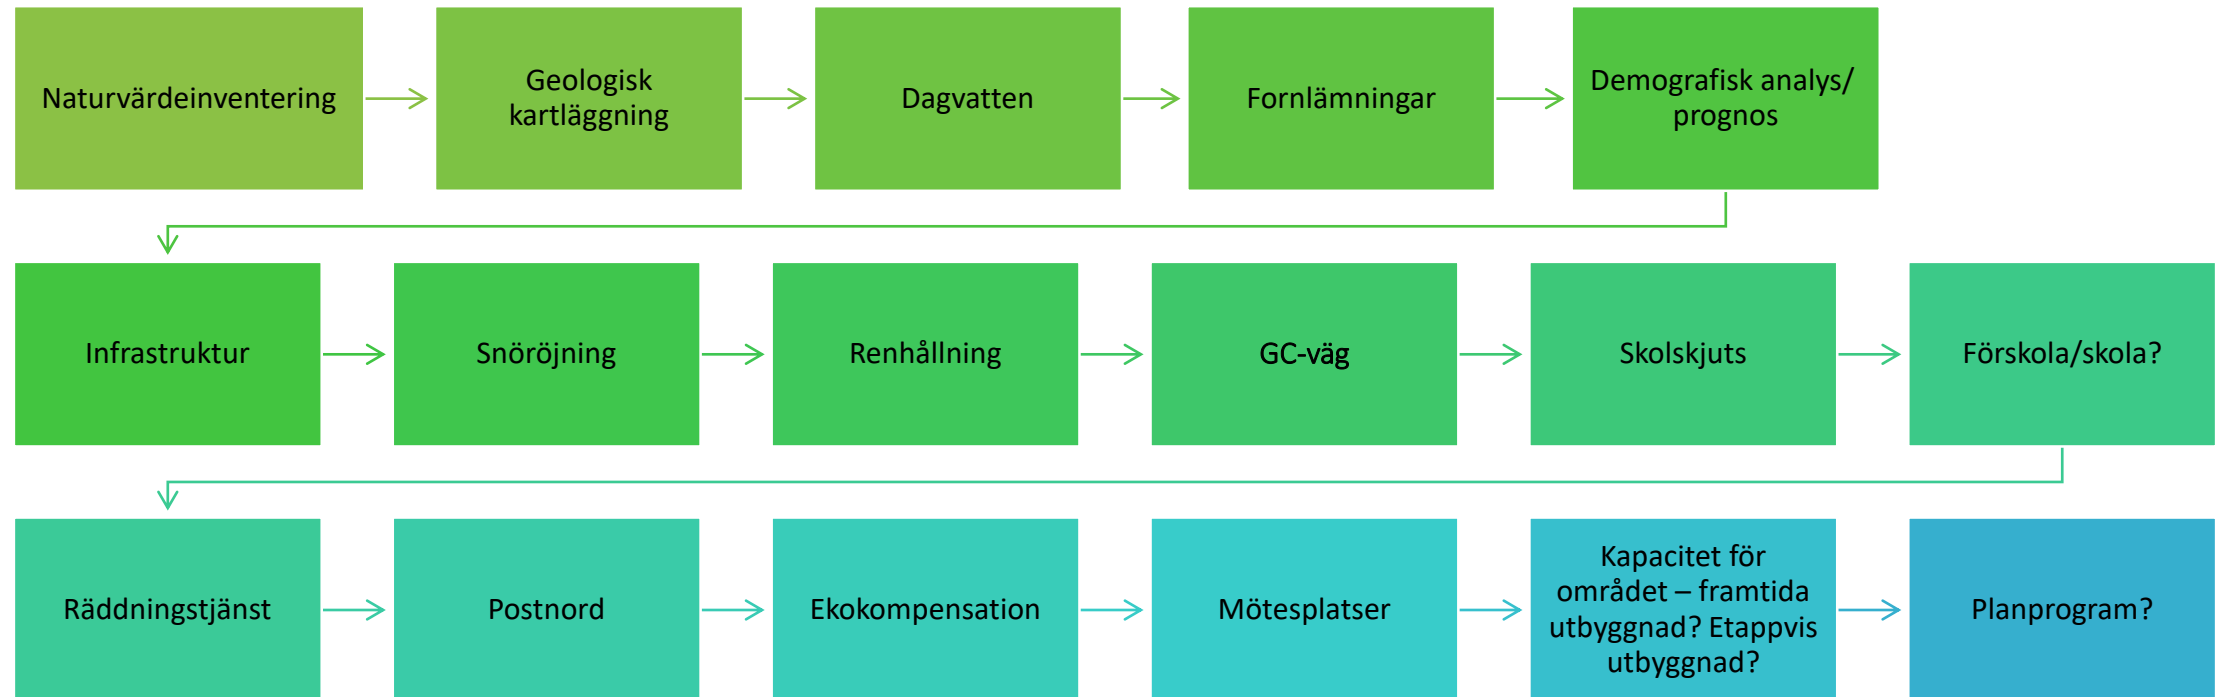 Naturvärdeinventering
Geologisk
kartläggning
Dagvatten
Fornlämningar
Demografisk analys/
prognos
Infrastruktur
Snöröjning
Renhållning
GC-väg
Skolskjuts
Förskola/skola?
Räddningstjänst
Postnord
Ekokompensation
Mötesplatser
Kapacitet för
området – framtida
utbyggnad? Etappvis
utbyggnad?
Planprogram?